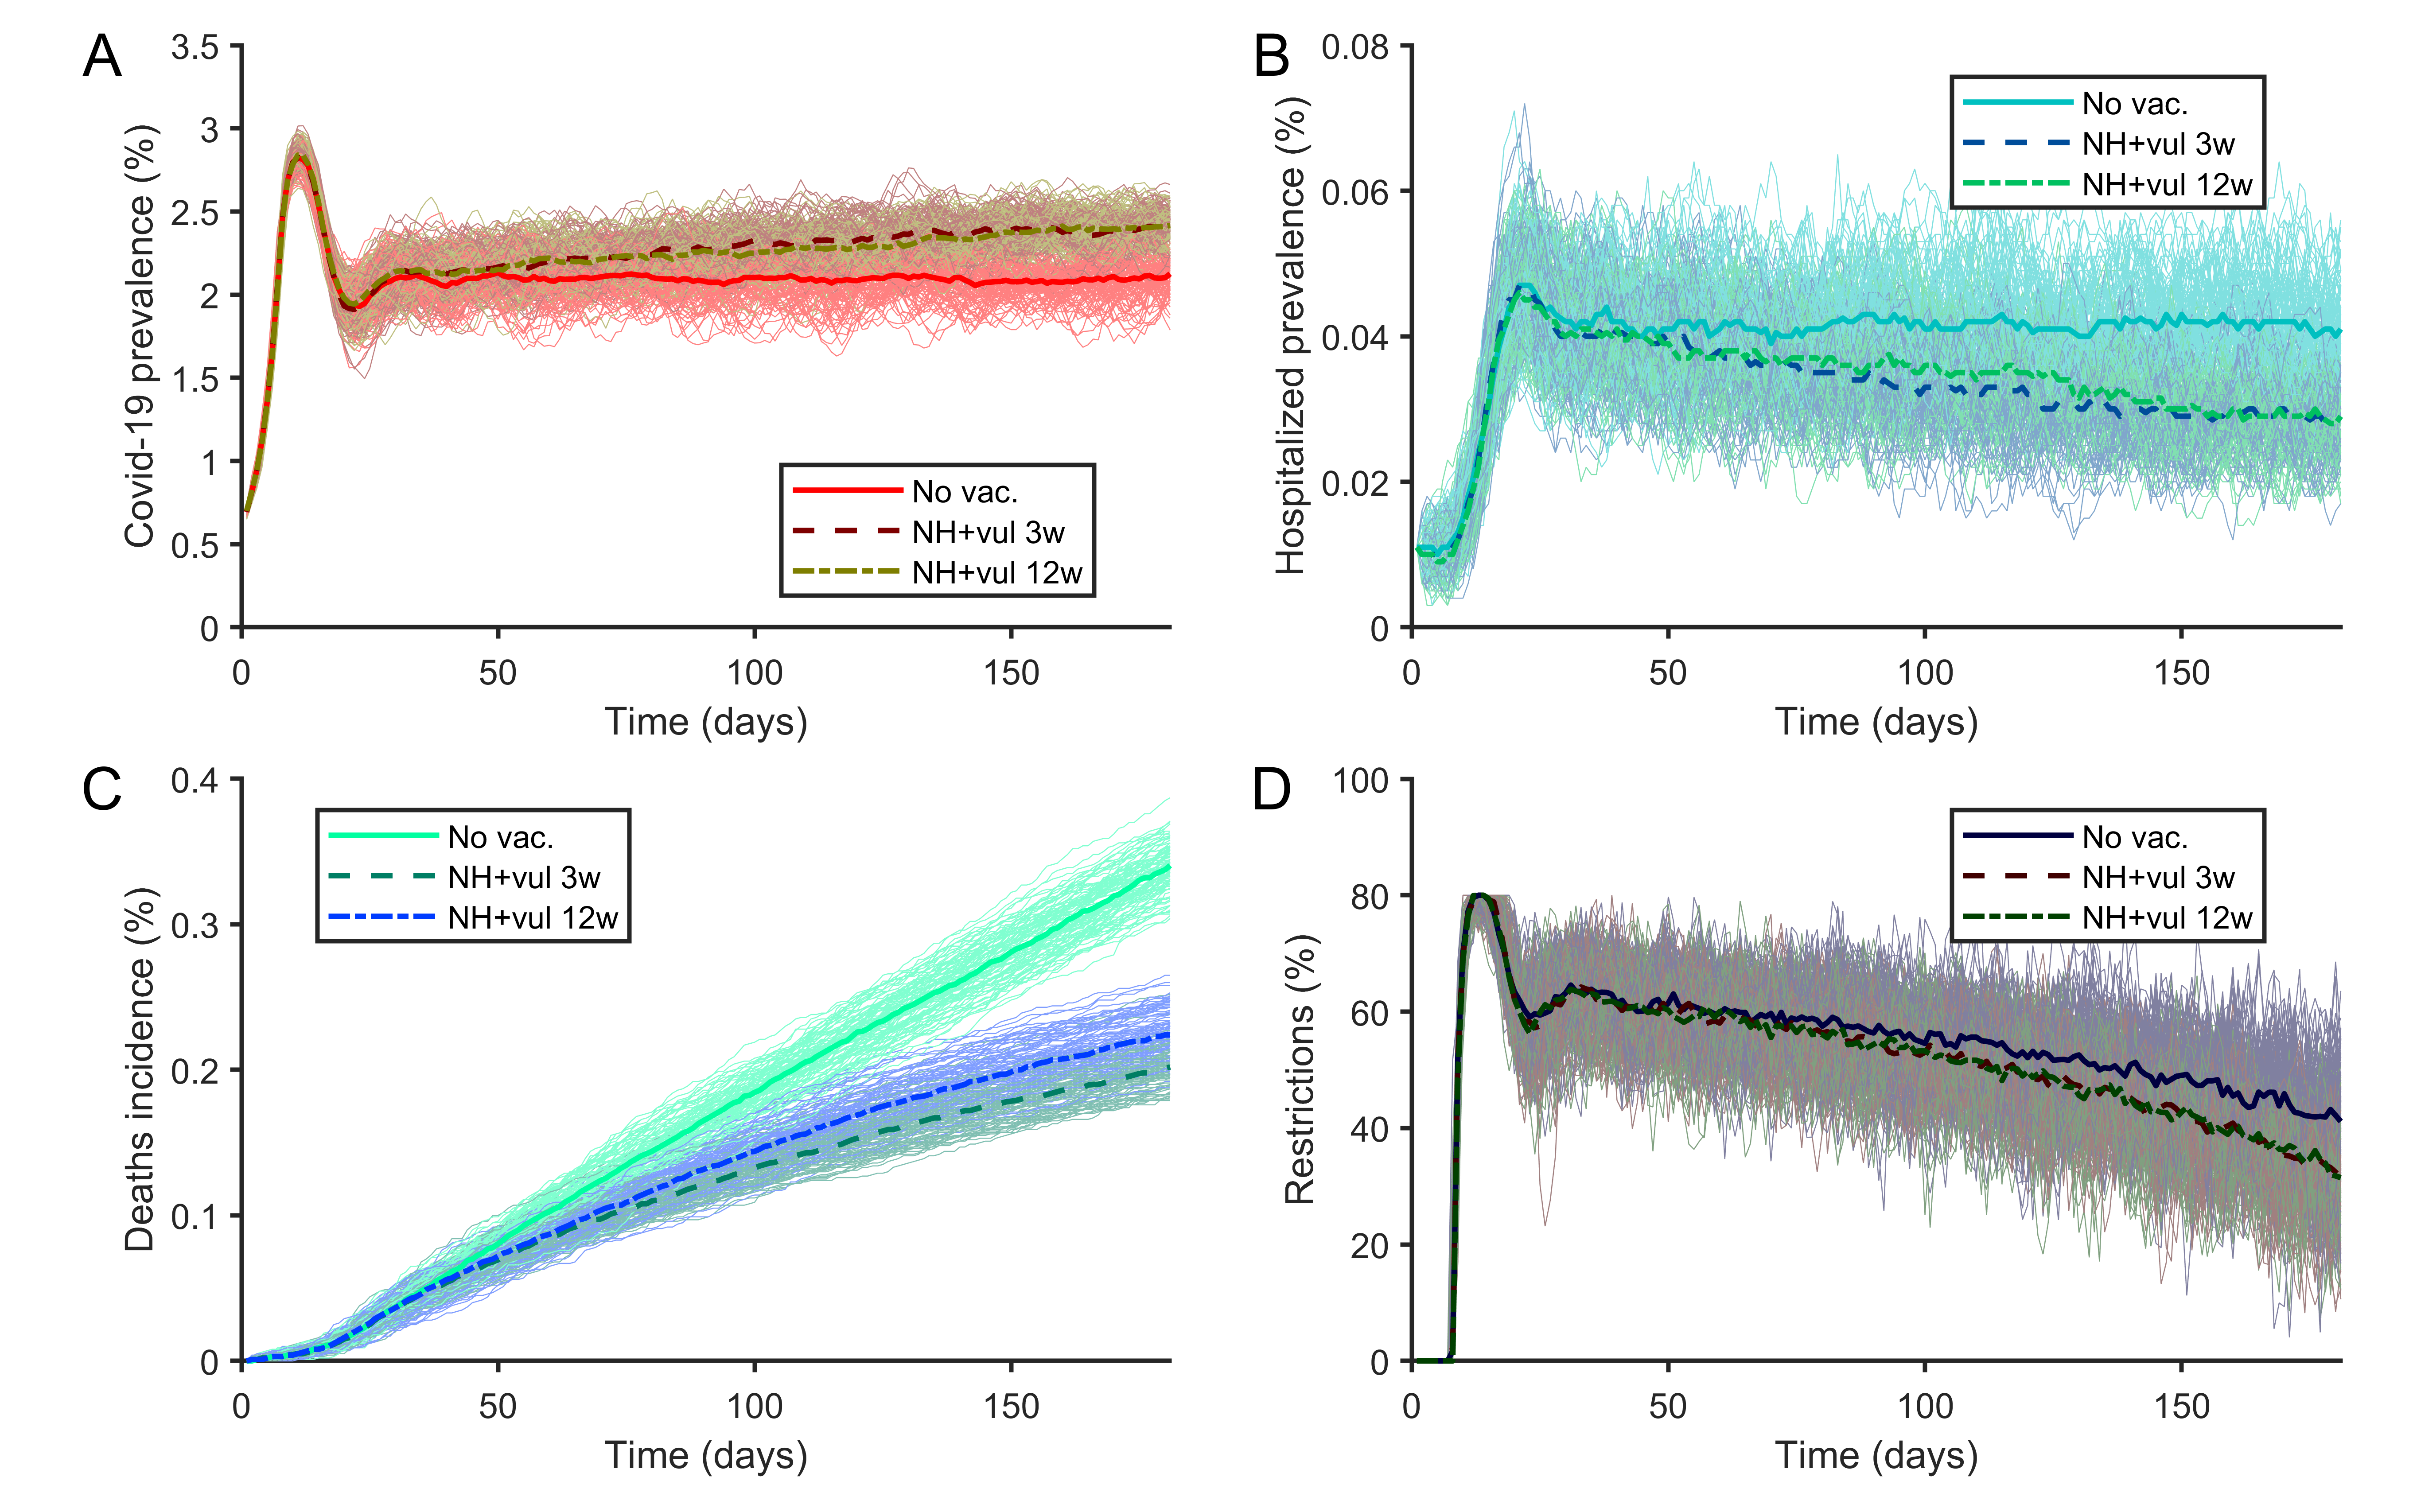 A
3.5
3
2.5
2
1.5
1
0.5
0
Covid-19 prevalence (%)
No vac.
NH+vul 3w
NH+vul 12w
0 50 100 150
Time (days)
B
0.08
0.06
0.04
0.02
0
Hospitalized prevalence (%)
No vac.
NH+vul 3w
NH+vul 12w
0 50 100 150
Time (days)
C
0.4
0.3
0.2
0.1
0
Deaths incidence (%)
No vac.
NH+vul 3w
NH+vul 12w
0 50 100 150
Time (days)
D
100
80
60
40
20
0
Restrictions (%)
No vac.
NH+vul 3w
NH+vul 12w
0 50 100 150
Time (days)